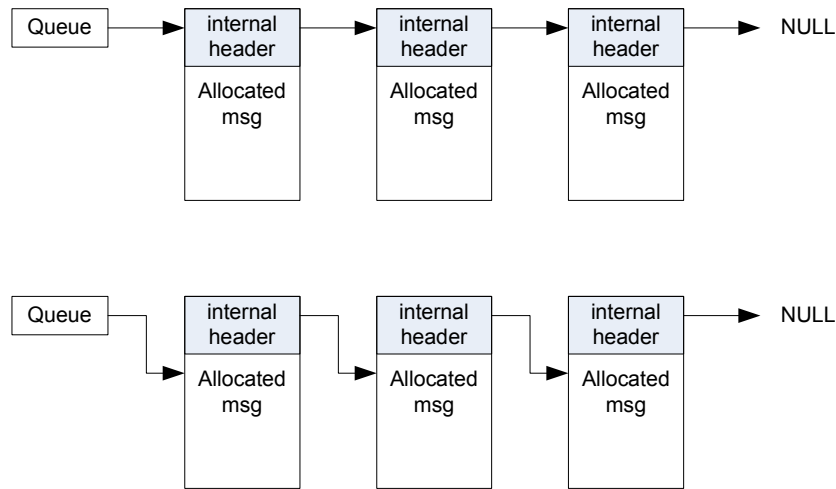 Queue
internal
header
Allocated
msg
internal
header
Allocated
msg
internal
header
Allocated
msg
NULL
Queue
internal
header
Allocated
msg
internal
header
Allocated
msg
internal
header
Allocated
msg
NULL